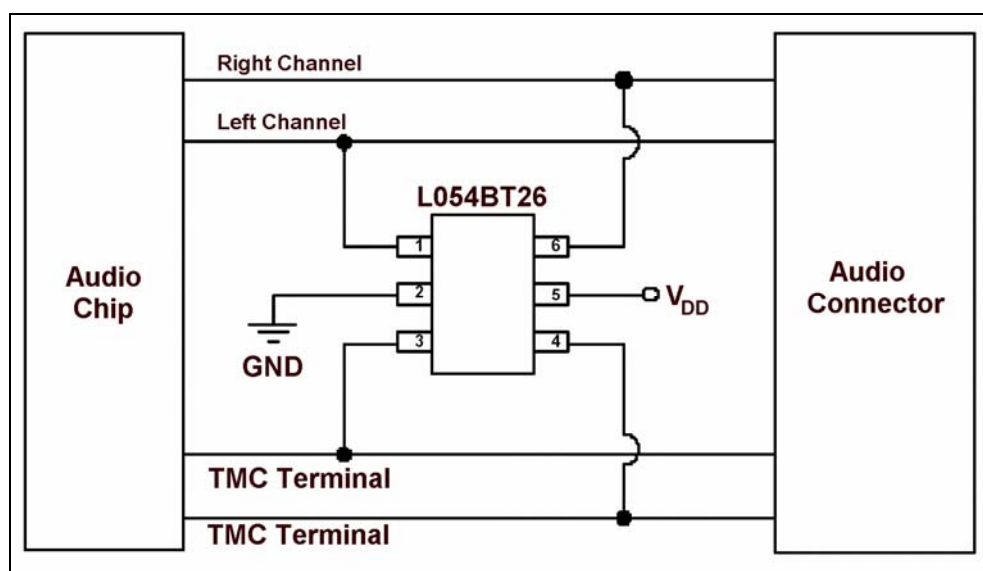 Right Channel
Left Channel
L054BT26
1
6
Audio
Chip
2
5
V_DD
Audio
Connector
3
4
GND
TMC Terminal
TMC Terminal